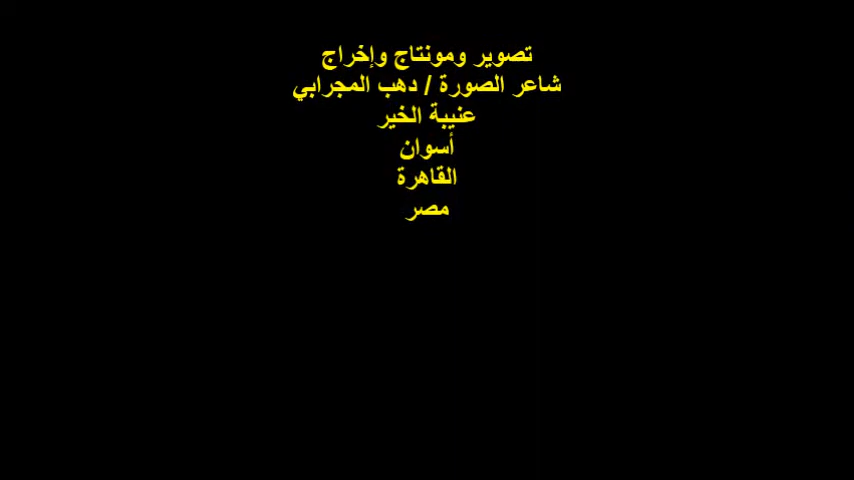 تصوير ومونتاج وإخراج
شاعر الصورة / دهب المجرابي
عنيبة الخير
أسوان
القاهرة
مصر